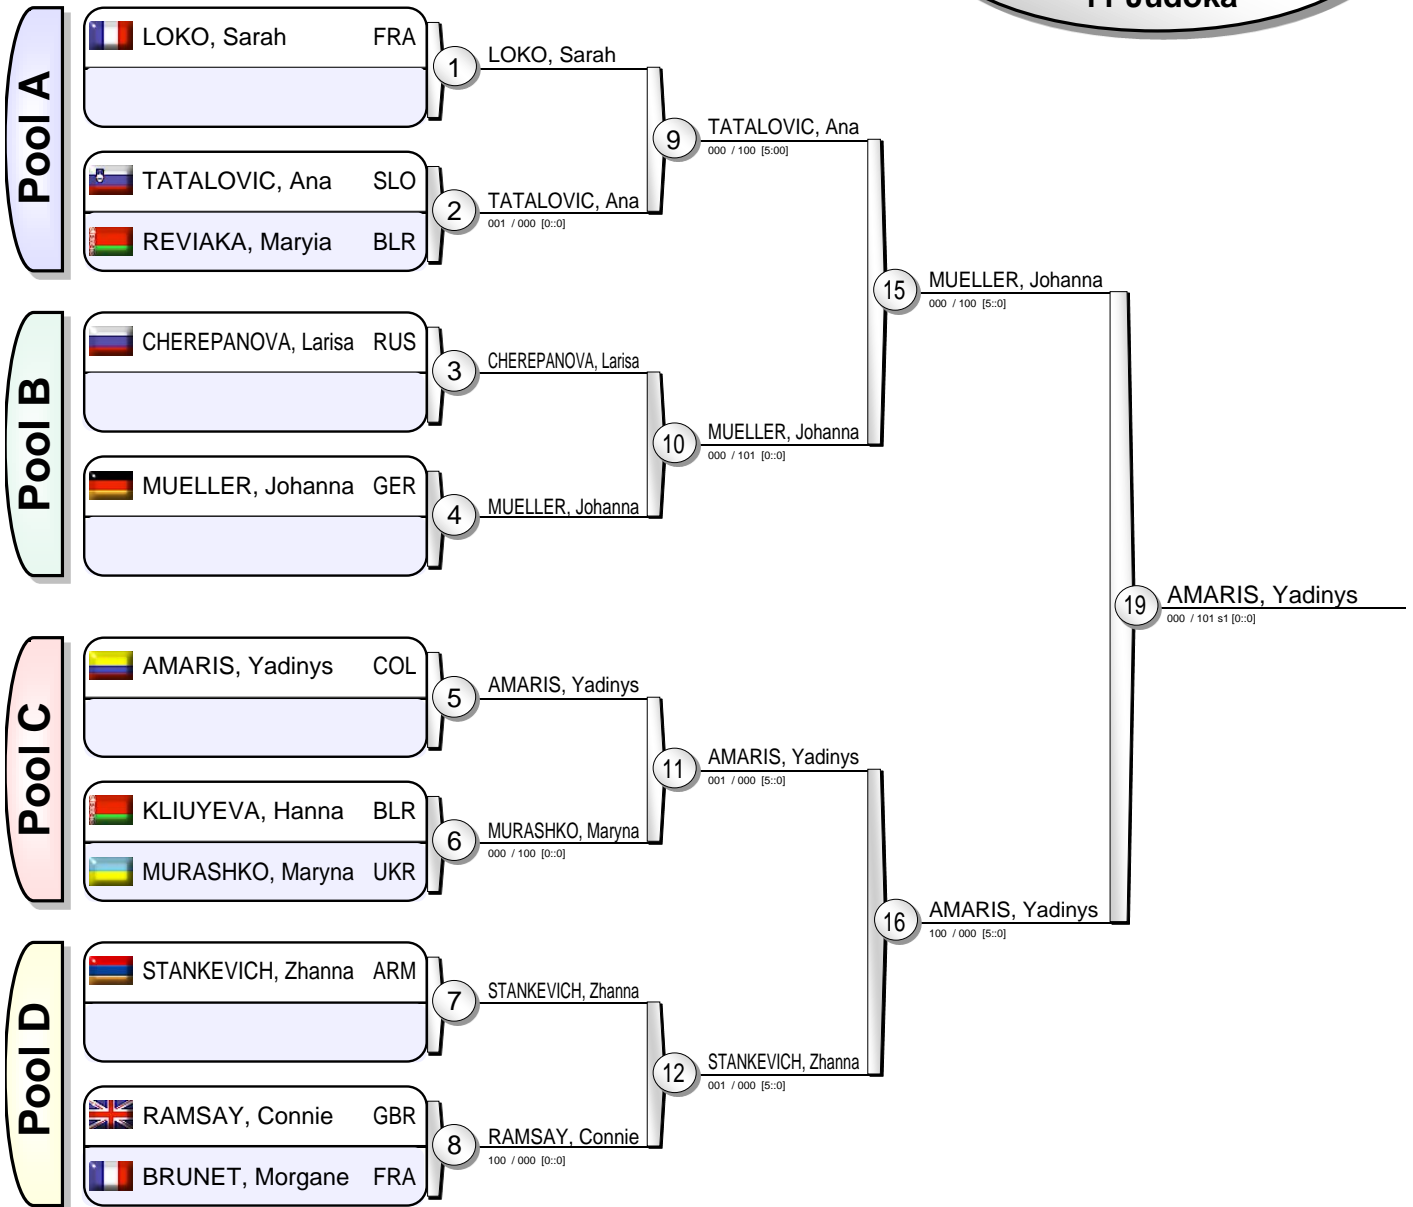 11 Judoka
Pool A
LOKO, Sarah FRA
1
LOKO, Sarah
TATALOVIC, Ana SLO
REVIAKA, Maryia BLR
2
TATALOVIC, Ana
001 / 000 [0::0]
9
TATALOVIC, Ana
000 / 100 [5:00]
Pool B
CHEREPANOVA, Larisa RUS
3
CHEREPANOVA, Larisa
MUELLER, Johanna GER
4
MUELLER, Johanna
10
MUELLER, Johanna
000 / 101 [0::0]
15
MUELLER, Johanna
000 / 100 [5::0]
Pool C
AMARIS, Yadinys COL
5
AMARIS, Yadinys
KLIUYEVA, Hanna BLR
MURASHKO, Maryna UKR
6
MURASHKO, Maryna
000 / 100 [0::0]
11
AMARIS, Yadinys
001 / 000 [5::0]
Pool D
STANKEVICH, Zhanna ARM
7
STANKEVICH, Zhanna
RAMSAY, Connie GBR
BRUNET, Morgane FRA
8
RAMSAY, Connie
100 / 000 [0::0]
12
STANKEVICH, Zhanna
001 / 000 [5::0]
16
AMARIS, Yadinys
100 / 000 [5::0]
19
AMARIS, Yadinys
000 / 101 s1 [0::0]